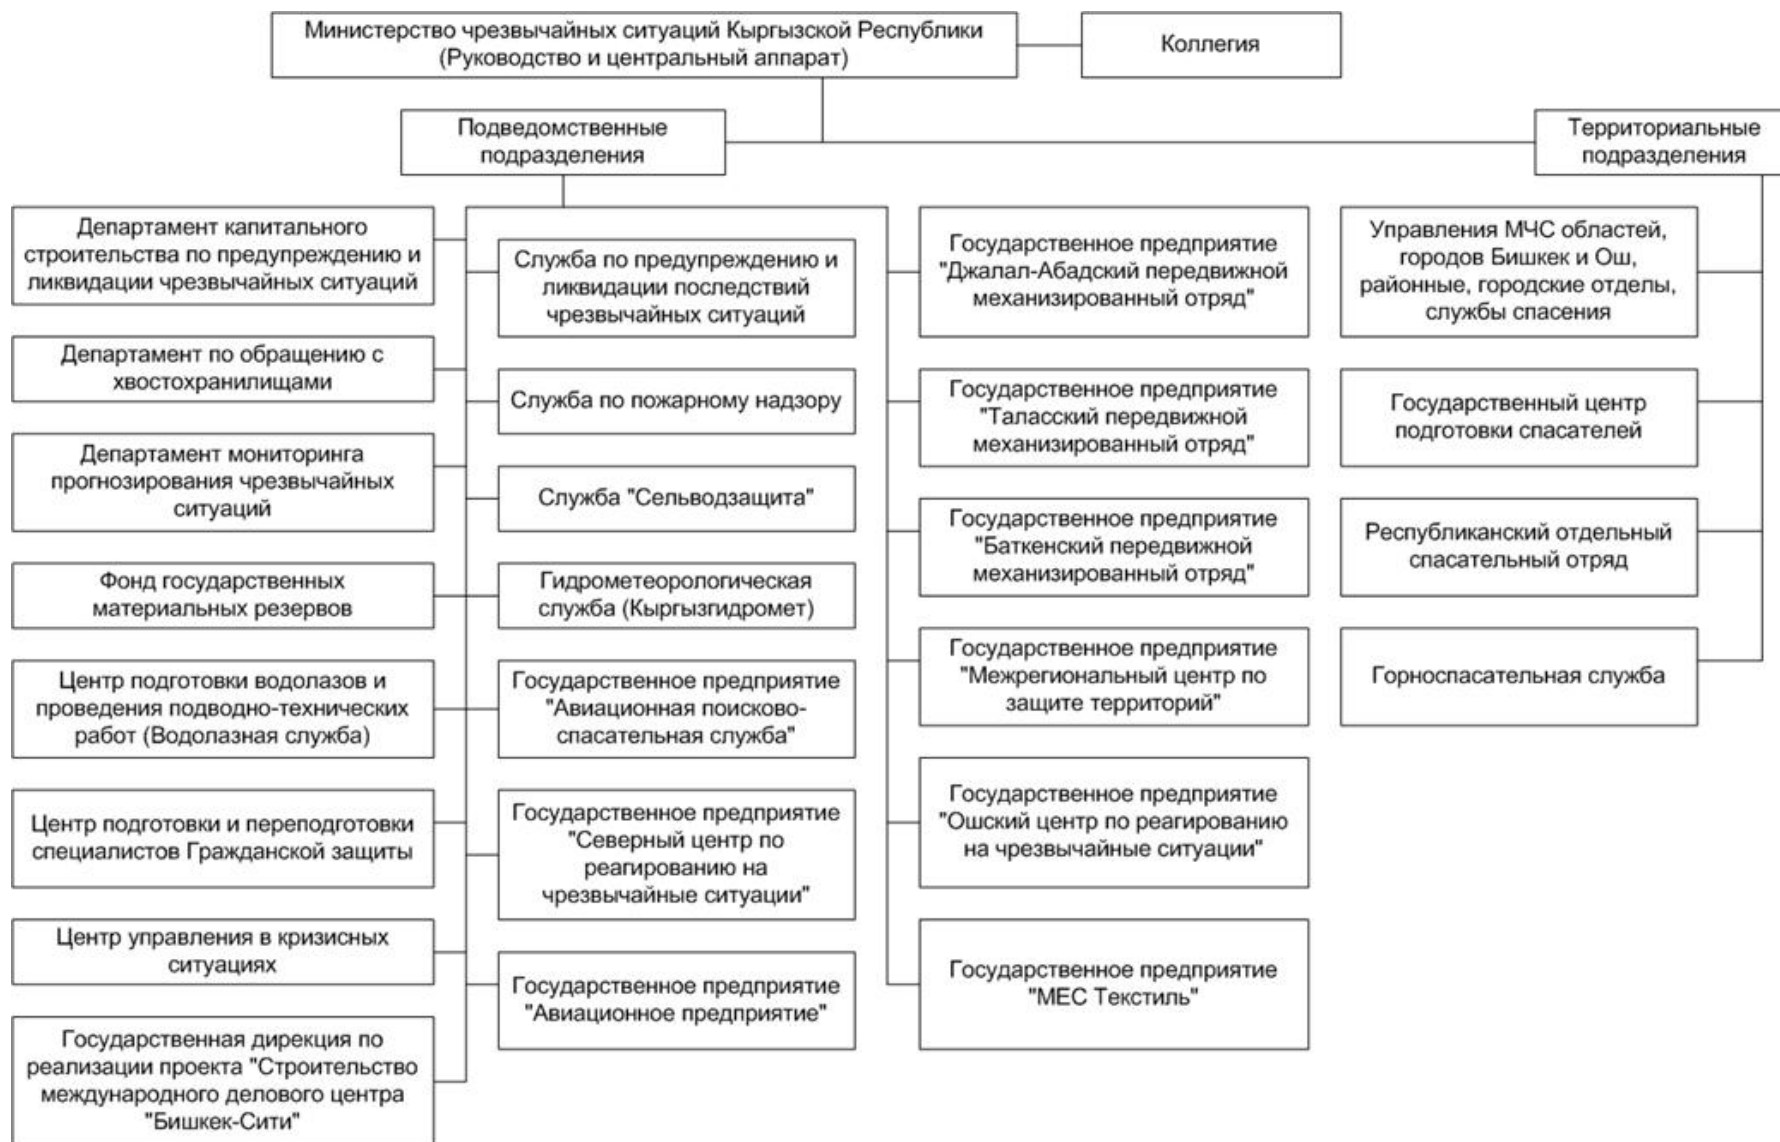 Министерство чрезвычайных ситуаций Кыргызской Республики
(Руководство и центральный аппарат)
Коллегия
Подведомственные
подразделения
Территориальные
подразделения
Департамент капитального
строительства по предупреждению и
ликвидации чрезвычайных ситуаций
Департамент по обращению с
хвостохранилищами
Департамент мониторинга
прогнозирования чрезвычайных
ситуаций
Фонд государственных
материальных резервов
Центр подготовки водолазов и
проведения подводно-технических
работ (Водолазная служба)
Центр подготовки и переподготовки
специалистов Гражданской защиты
Центр управления в кризисных
ситуациях
Государственная дирекция по
реализации проекта "Строительство
международного делового центра
"Бишкек-Сити"
Служба по предупреждению и
ликвидации последствий
чрезвычайных ситуаций
Служба по пожарному надзору
Служба "Сельводзащита"
Гидрометеорологическая
служба (Кыргызгидромет)
Государственное предприятие
"Авиационная поисково-
спасательная служба"
Государственное предприятие
"Северный центр по
реагированию на
чрезвычайные ситуации"
Государственное предприятие
"Авиационное предприятие"
Государственное предприятие
"Джалал-Абадский передвижной
механизированный отряд"
Государственное предприятие
"Таласский передвижной
механизированный отряд"
Государственное предприятие
"Баткенский передвижной
механизированный отряд"
Государственное предприятие
"Межрегиональный центр по
защите территорий"
Государственное предприятие
"Ошский центр по реагированию
на чрезвычайные ситуации"
Государственное предприятие
"МЕС Текстиль"
Управления МЧС областей,
городов Бишкек и Ош,
районные, городские отделы,
службы спасения
Государственный центр
подготовки спасателей
Республиканский отдельный
спасательный отряд
Горноспасательная служба